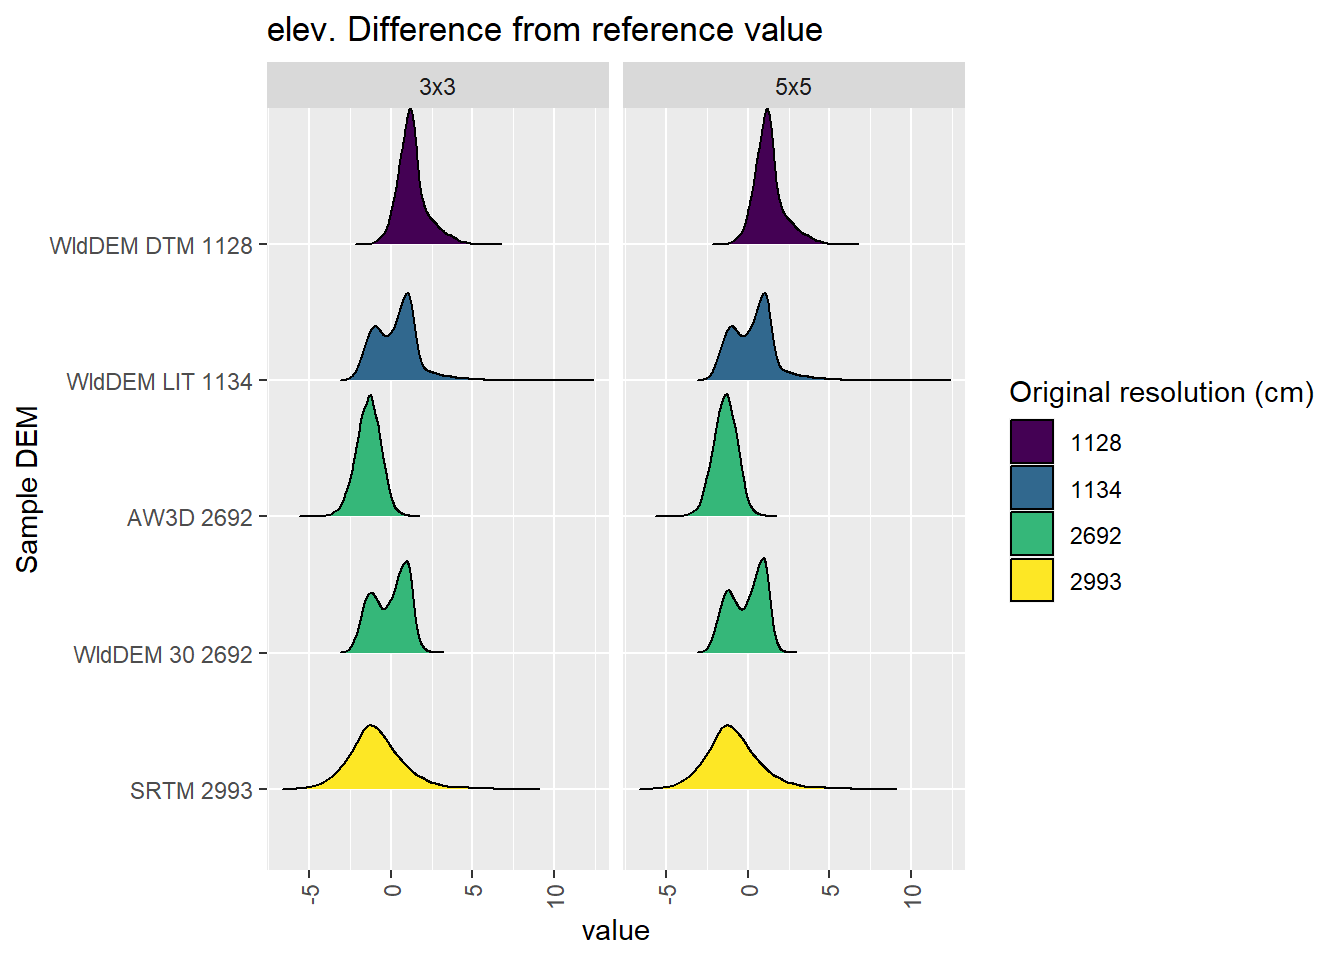 elev. Difference from reference value
3x3
5x5
Sample DEM
WldDEM DTM 1128
WldDEM LIT 1134
AW3D 2692
WldDEM 30 2692
SRTM 2993
-5
0
5
10
-5
0
5
10
value
Original resolution (cm)
1128
1134
2692
2993